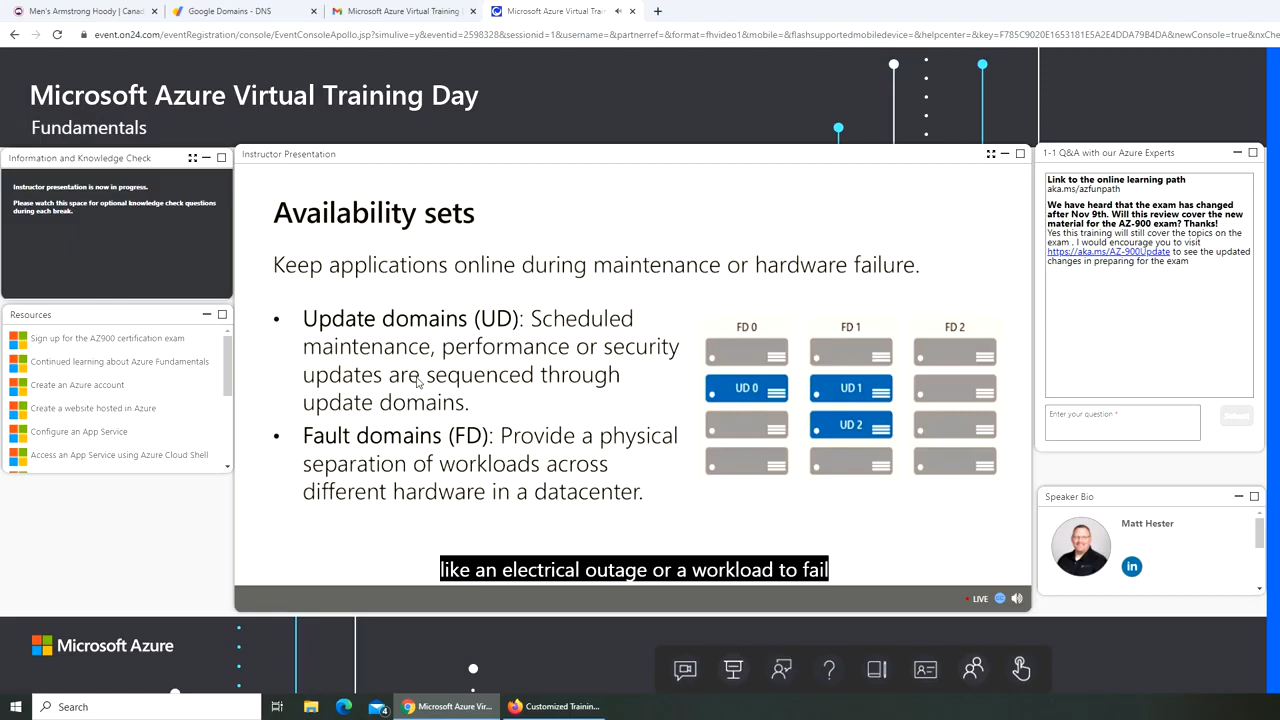 Men's Armstrong Hoody | Canad
Google Domains - DNS
Microsoft Azure Virtual Training
Microsoft Azure Virtual Train
event.on24.com/eventRegistration/console/EventConsoleApollo.jsp?simulive=y&eventid=2598328&sessionid=1&username=&partnerref=&format=fhvideo1&mobile=&flashsupportedmobiledevice=&helpcenter=&key=F785C9020E1653181E5A2E4DDA79B4DA&newConsole=true&nxChe
Microsoft Azure Virtual Training Day
Fundamentals
Information and Knowledge Check
Instructor presentation is now in progress.
Please watch this space for optional knowledge check questions
during each break.
Resources
Sign up for the AZ900 certification exam
Continued learning about Azure Fundamentals
Create an Azure account
Create a website hosted in Azure
Configure an App Service
Access an App Service using Azure Cloud Shell
Instructor Presentation
Availability sets
Keep applications online during maintenance or hardware failure.
• Update domains (UD): Scheduled
maintenance, performance or security
updates are sequenced through
update domains.
• Fault domains (FD): Provide a physical
separation of workloads across
different hardware in a datacenter.
FD 0 FD 1 FD 2
UD 0 UD 1
UD 2
like an electrical outage or a workload to fail
LIVE
1-1 Q&A with our Azure Experts
Link to the online learning path
aka.ms/azfunpath
We have heard that the exam has changed
after Nov 9th. Will this review cover the new
material for the AZ-900 exam? Thanks!
Yes this training will still cover the topics on the
exam , I would encourage you to visit
https://aka.ms/AZ-900Update to see the updated
changes in preparing for the exam
Enter your question *
Submit
Speaker Bio
Matt Hester
in
Microsoft Azure
Search
4
Microsoft Azure Vir...
Customized Trainin...